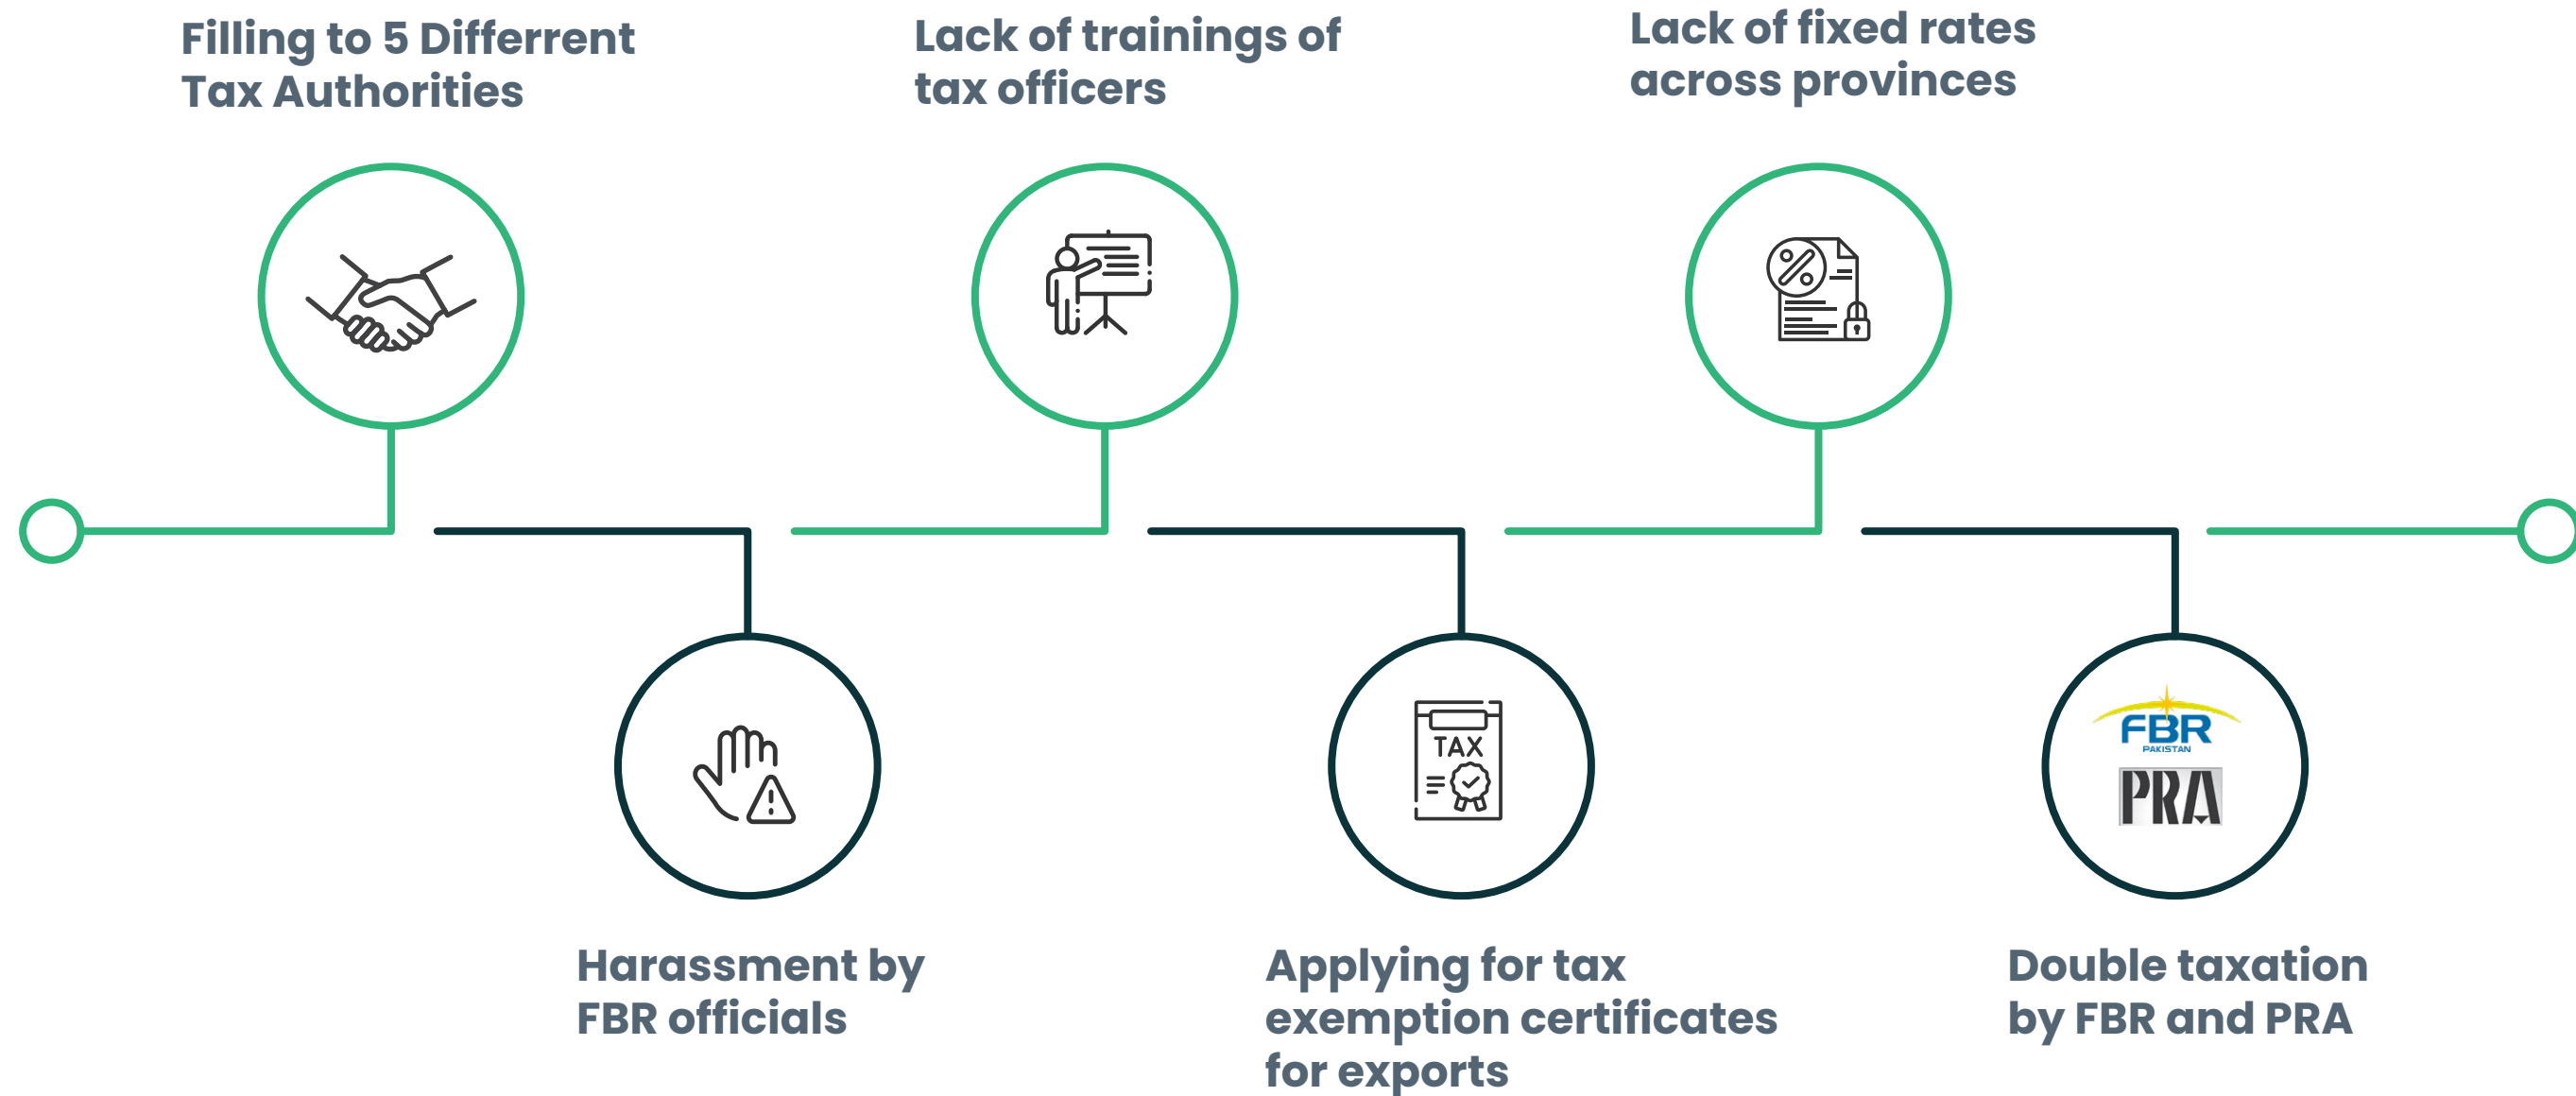 Filling to 5 Differrent
Tax Authorities
Lack of trainings of
tax officers
Lack of fixed rates
across provinces
Harassment by
FBR officials
TAX
Applying for tax
exemption certificates
for exports
FBR
PAKISTAN
PRA
Double taxation
by FBR and PRA